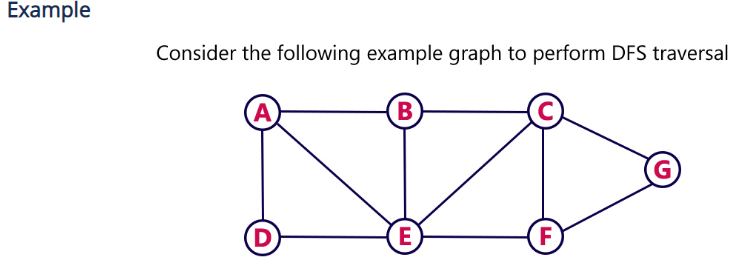 Example
Consider the following example graph to perform DFS traversal
A B C
G
D E F